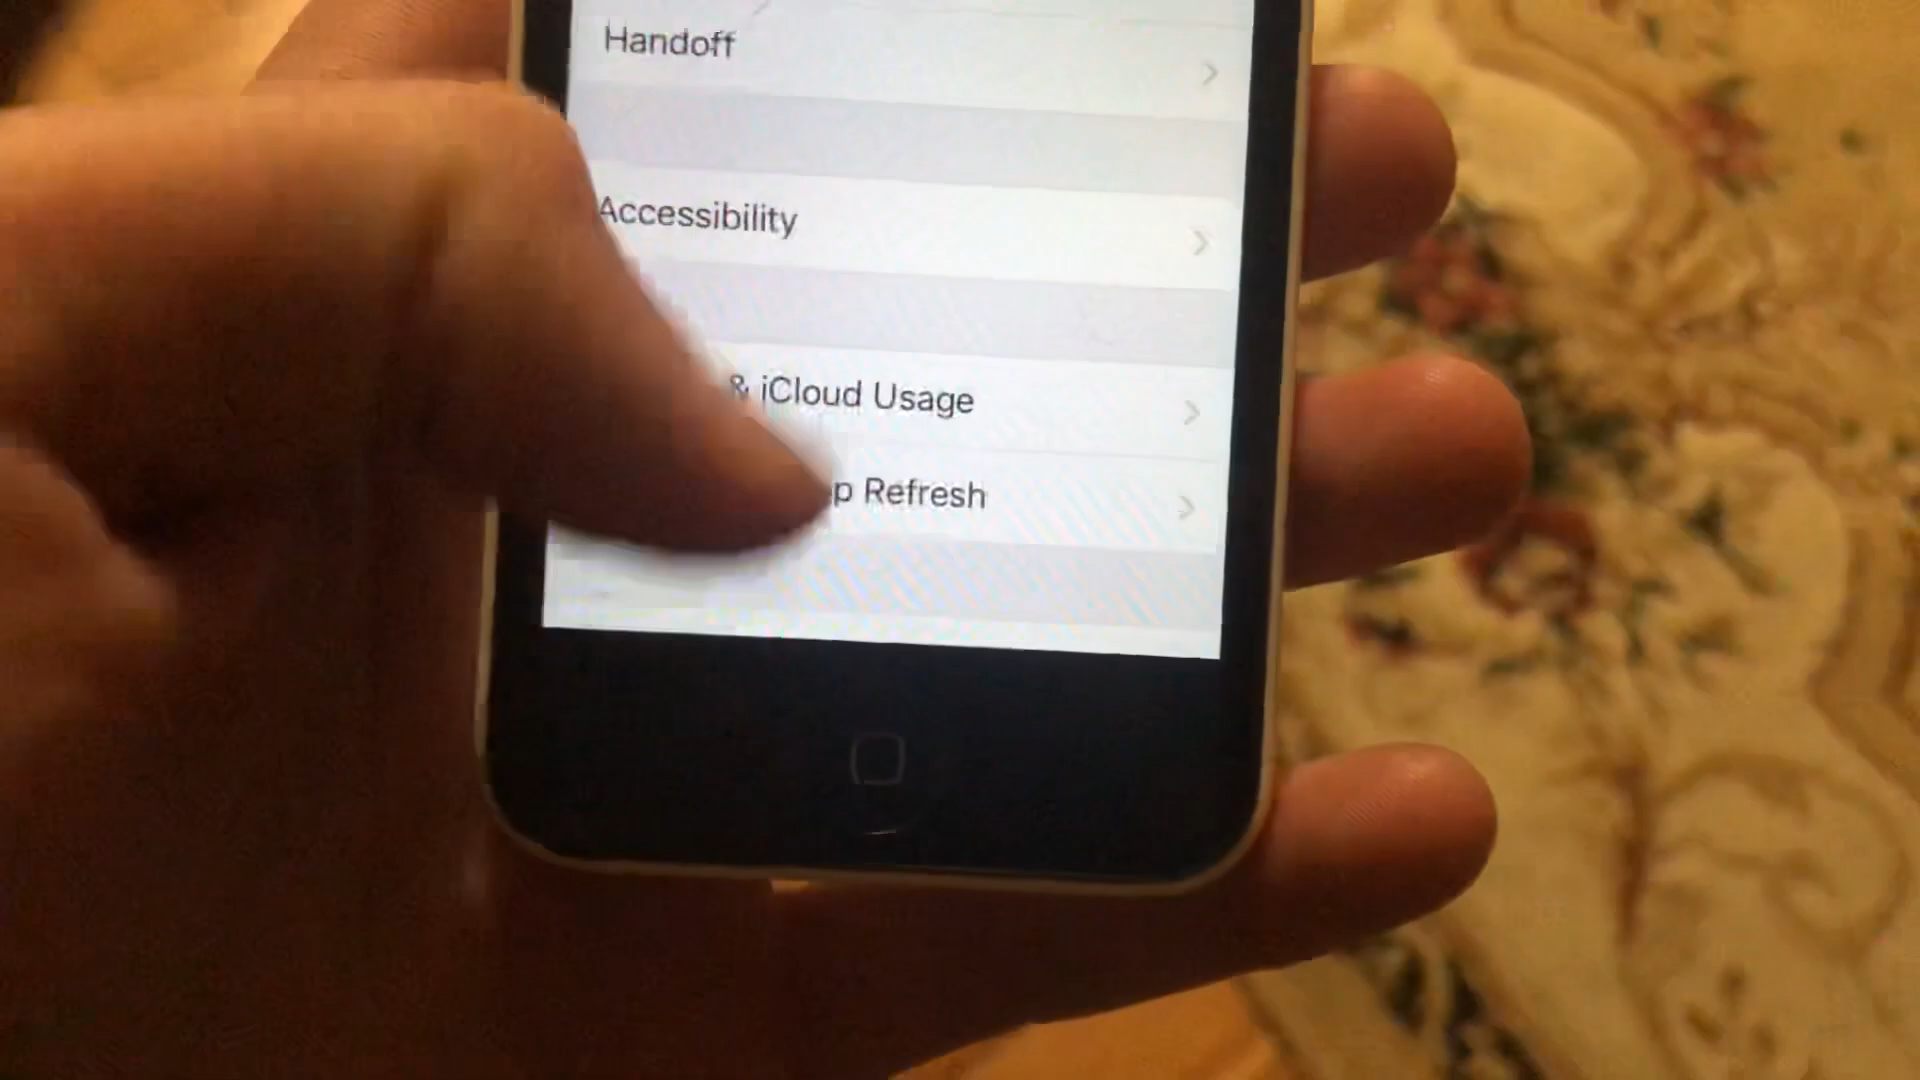 Handoff
Accessibility
& iCloud Usage
p Refresh